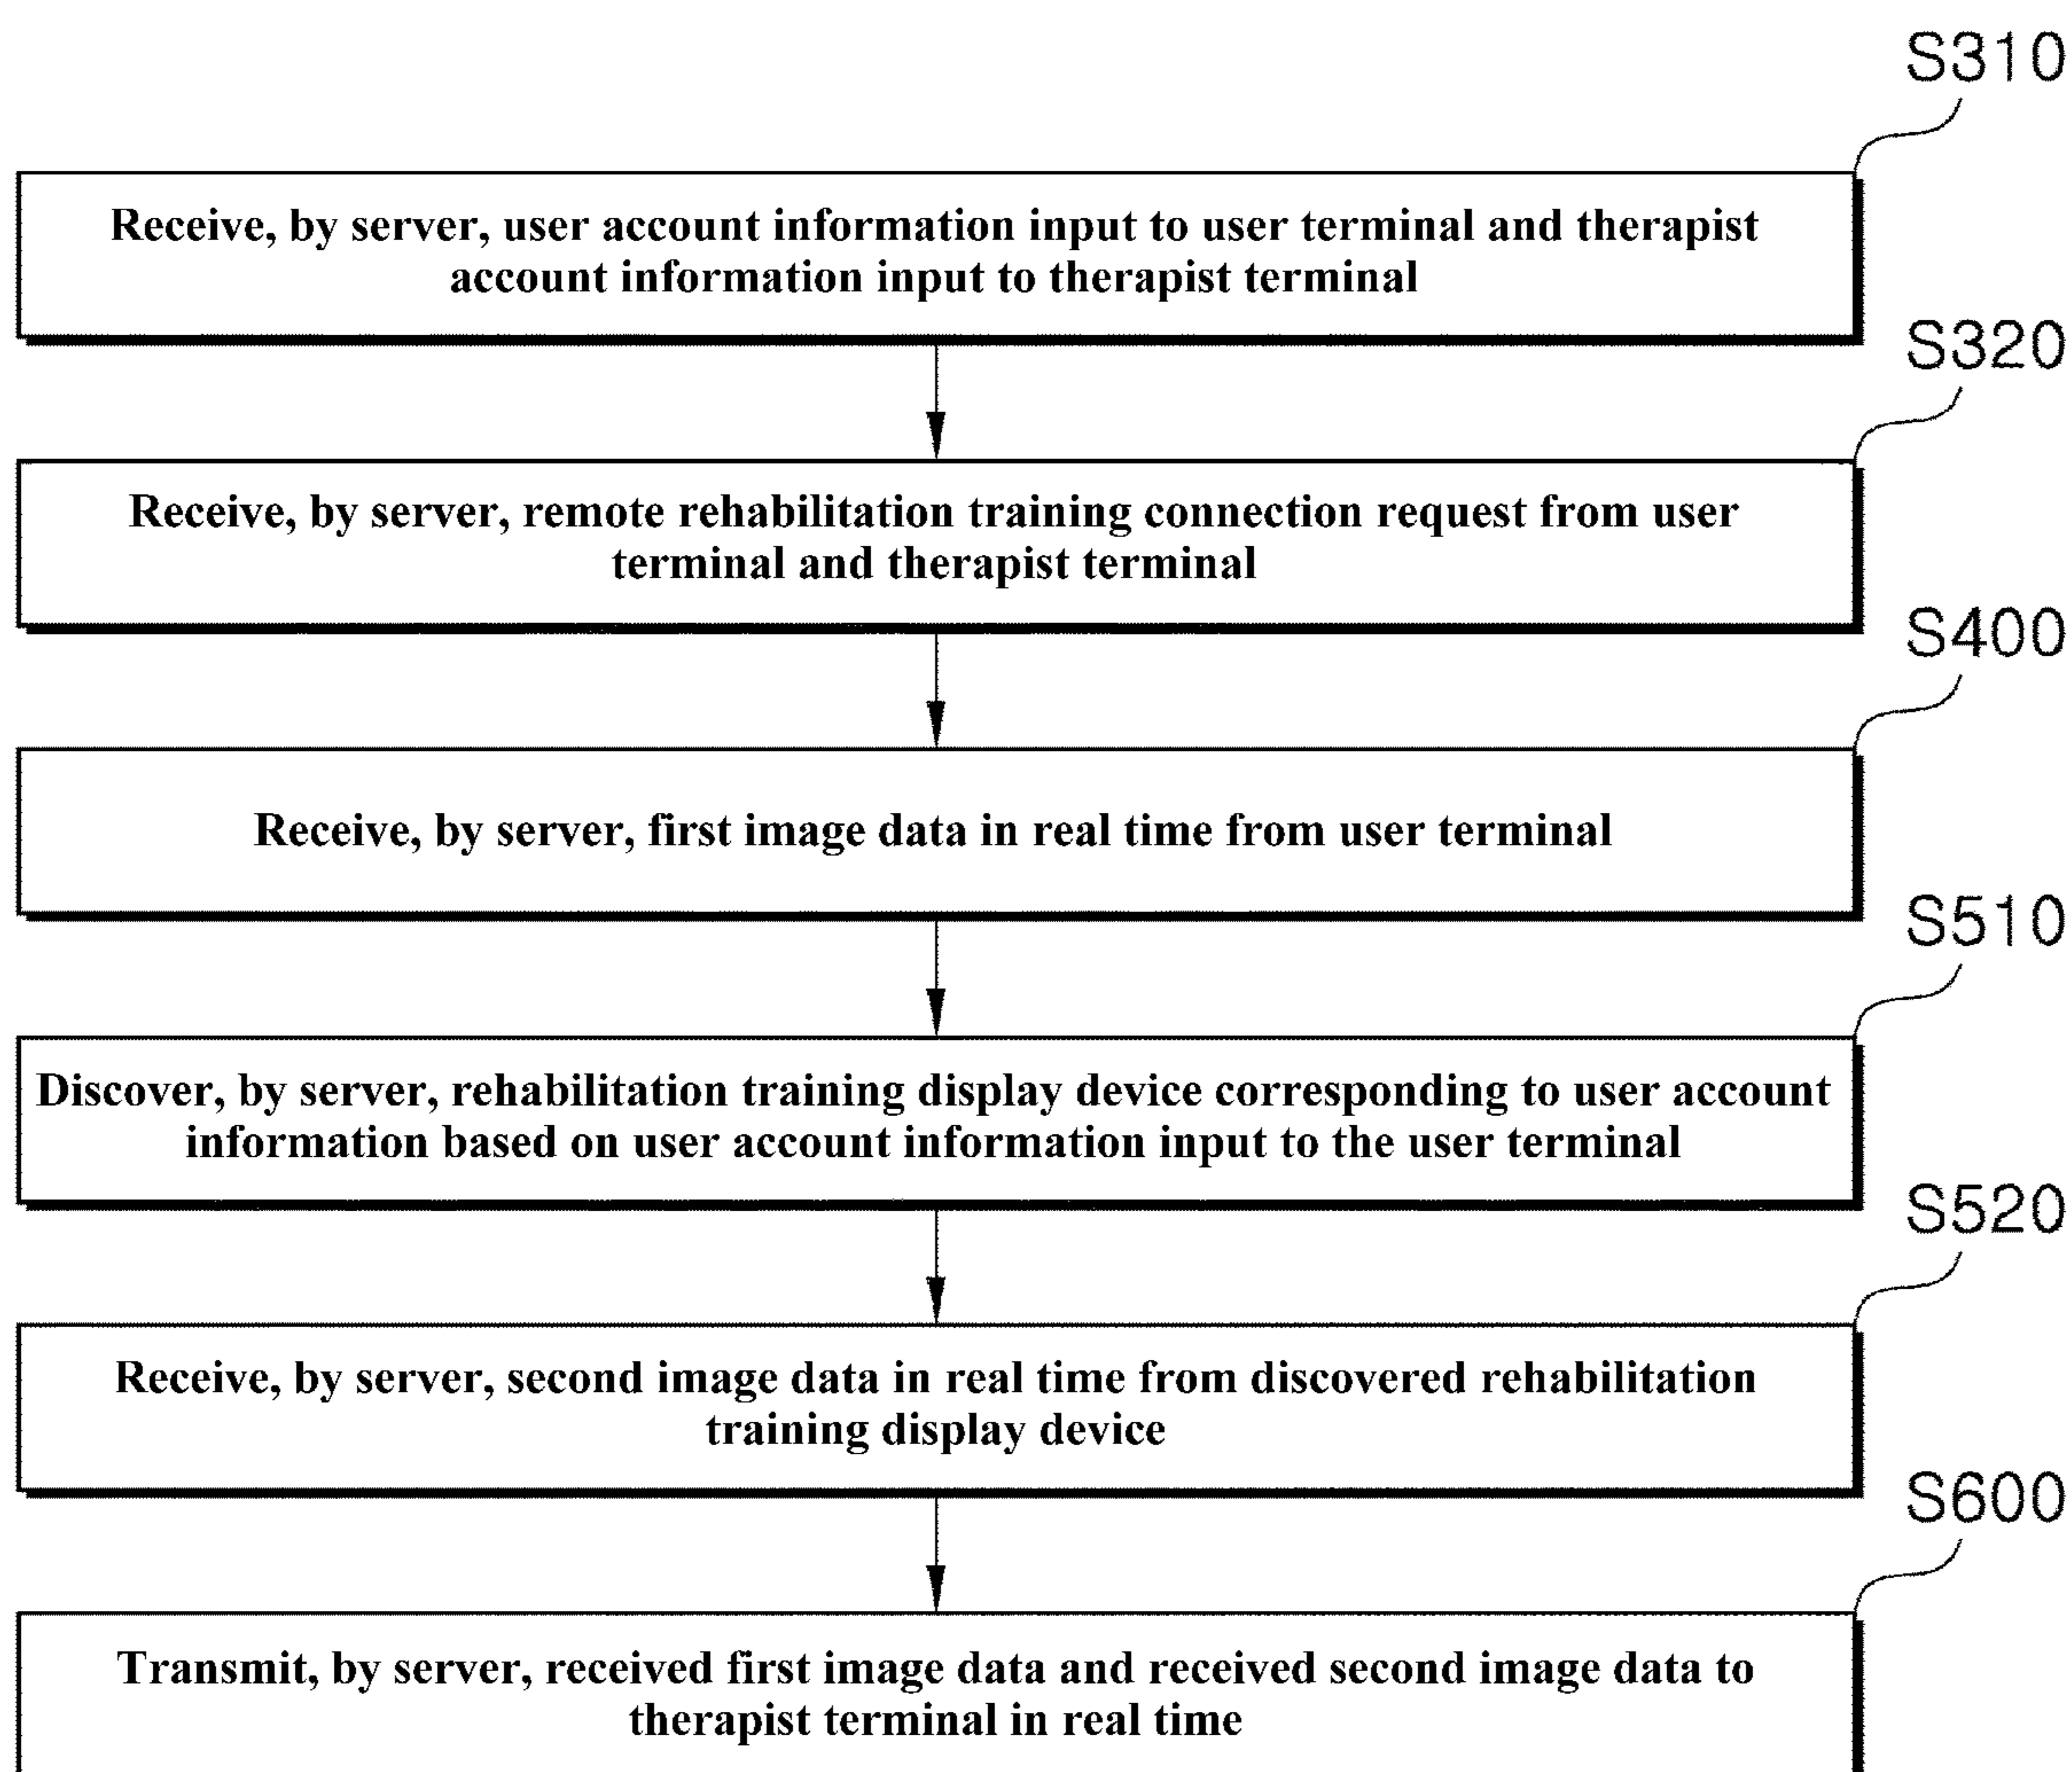 S310
Receive, by server, user account information input to user terminal and therapist
account information input to therapist terminal
S320
Receive, by server, remote rehabilitation training connection request from user
terminal and therapist terminal
S400
Receive, by server, first image data in real time from user terminal
S510
Discover, by server, rehabilitation training display device corresponding to user account
information based on user account information input to the user terminal
S520
Receive, by server, second image data in real time from discovered rehabilitation
training display device
S600
Transmit, by server, received first image data and received second image data to
therapist terminal in real time